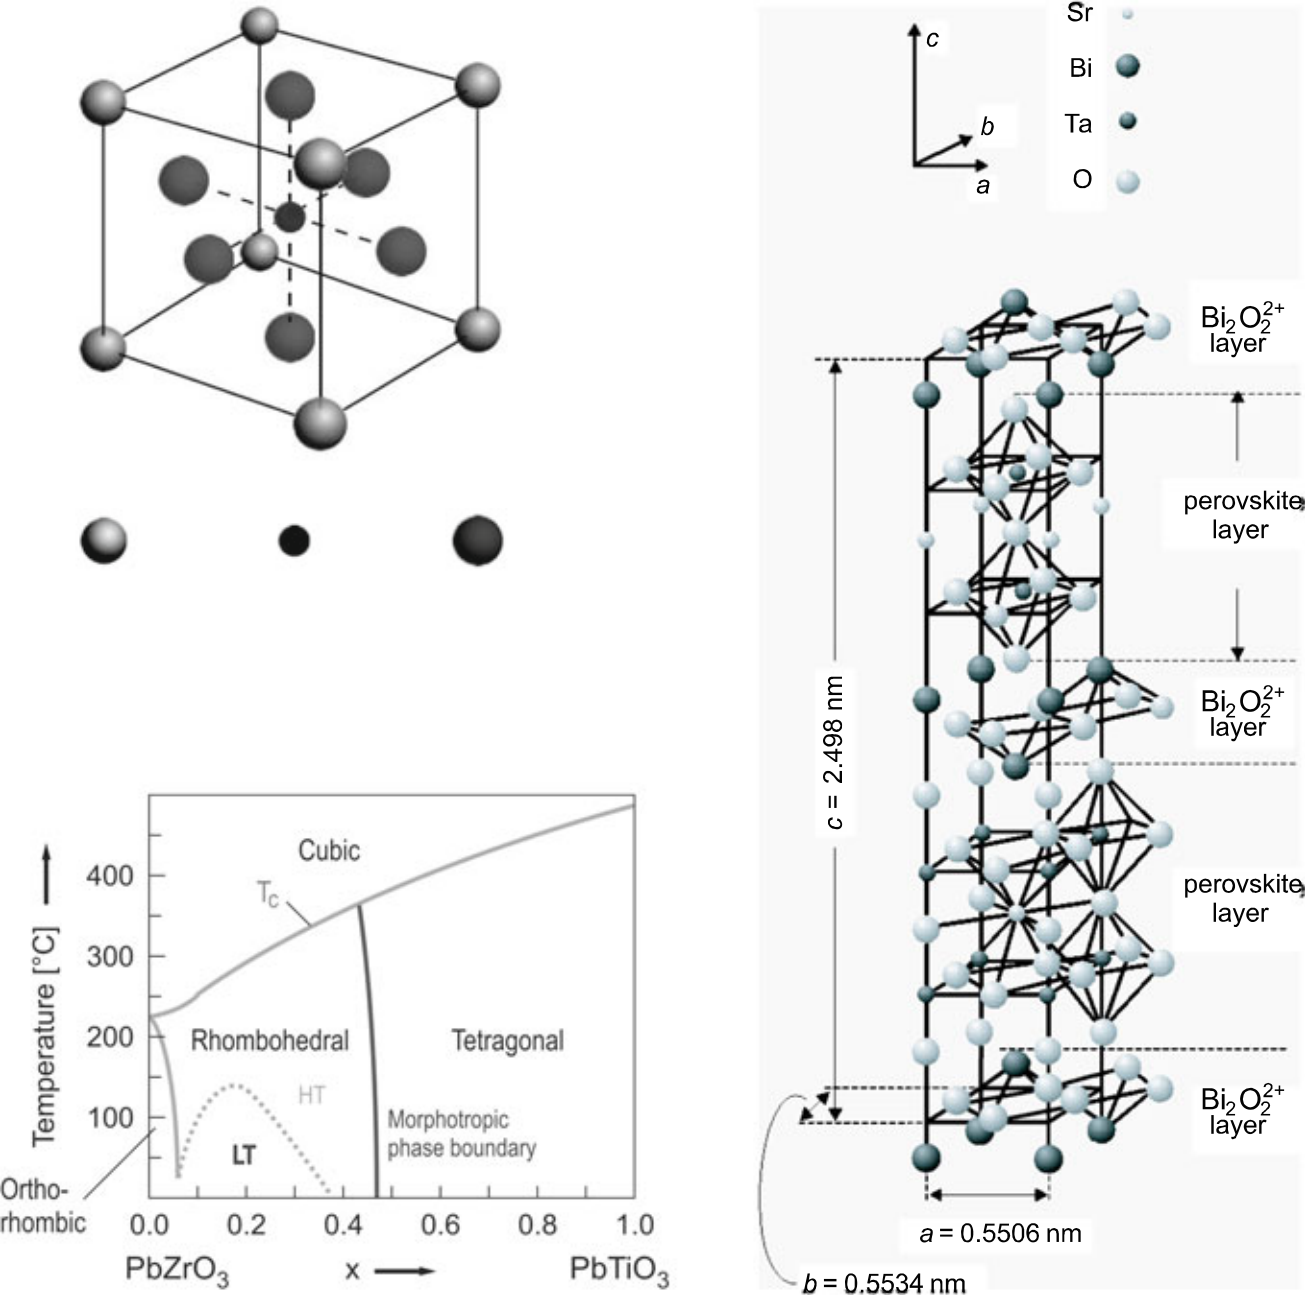 Sr
Bi
Ta
O
c
b
a
Bi₂O₂²⁺
layer
perovskite
layer
c = 2.498 nm
Bi₂O₂²⁺
layer
perovskite
layer
Bi₂O₂²⁺
layer
a = 0.5506 nm
b = 0.5534 nm
Temperature [°C]
400
300
200
100
Cubic
T_C
Rhombohedral
Tetragonal
HT
LT
Morphotropic
phase boundary
Ortho-
rhombic
0.0 0.2 0.4 0.6 0.8 1.0
PbZrO₃ x PbTiO₃